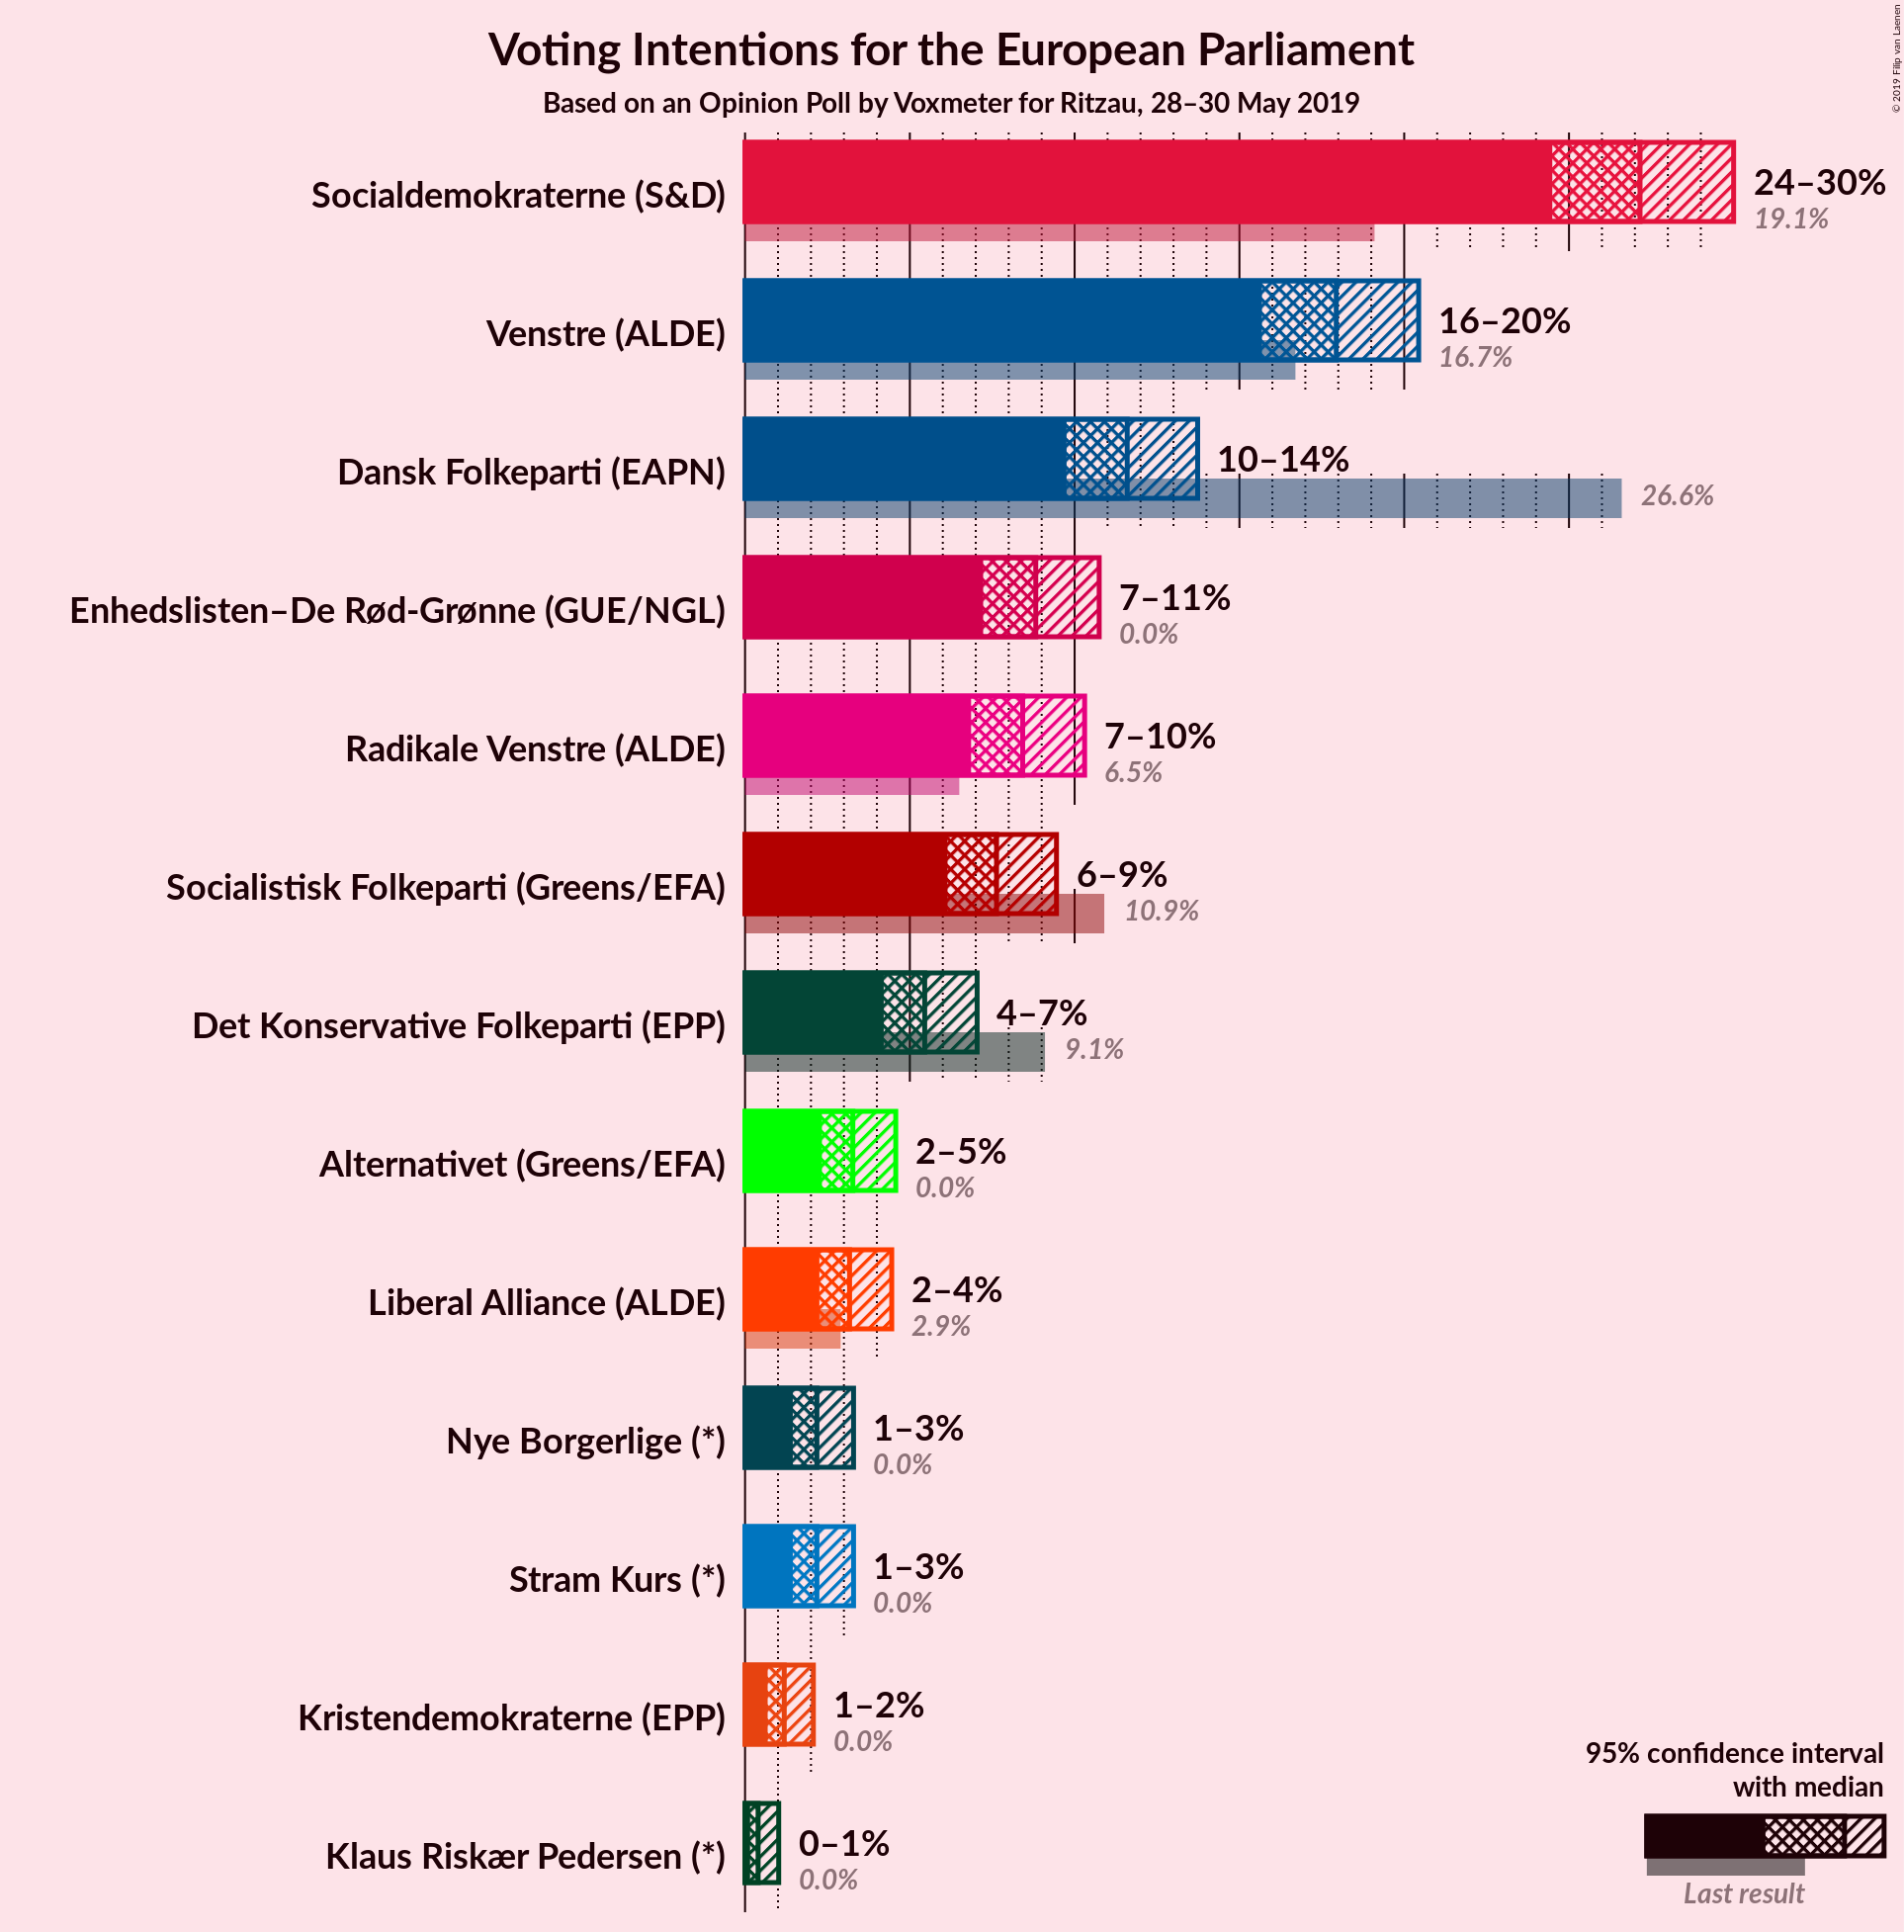 Voting Intentions for the European Parliament
Based on an Opinion Poll by Voxmeter for Ritzau, 28–30 May 2019
© 2019 Filip van Laenen
Socialdemokraterne (S&D)
24–30%
19.1%
Venstre (ALDE)
16–20%
16.7%
Dansk Folkeparti (EAPN)
10–14%
26.6%
Enhedslisten–De Rød-Grønne (GUE/NGL)
7–11%
0.0%
Radikale Venstre (ALDE)
7–10%
6.5%
Socialistisk Folkeparti (Greens/EFA)
6–9%
10.9%
Det Konservative Folkeparti (EPP)
4–7%
9.1%
Alternativet (Greens/EFA)
2–5%
0.0%
Liberal Alliance (ALDE)
2–4%
2.9%
Nye Borgerlige (*)
1–3%
0.0%
Stram Kurs (*)
1–3%
0.0%
Kristendemokraterne (EPP)
1–2%
0.0%
Klaus Riskær Pedersen (*)
0–1%
0.0%
95% confidence interval
with median
Last result